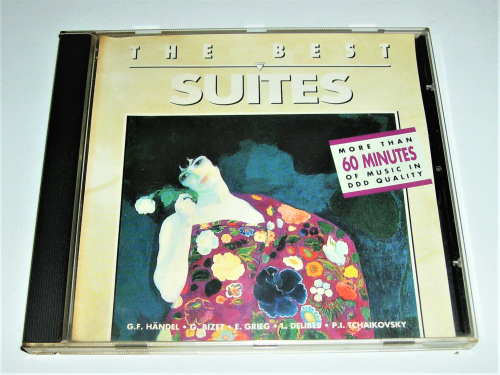 THE BEST
SUITES
MORE THAN
60 MINUTES
OF MUSIC IN
DDD QUALITY
G.F. HÄNDEL • G. BIZET • E. GRIEG • L. DELIBES • P.I. TCHAIKOVSKY